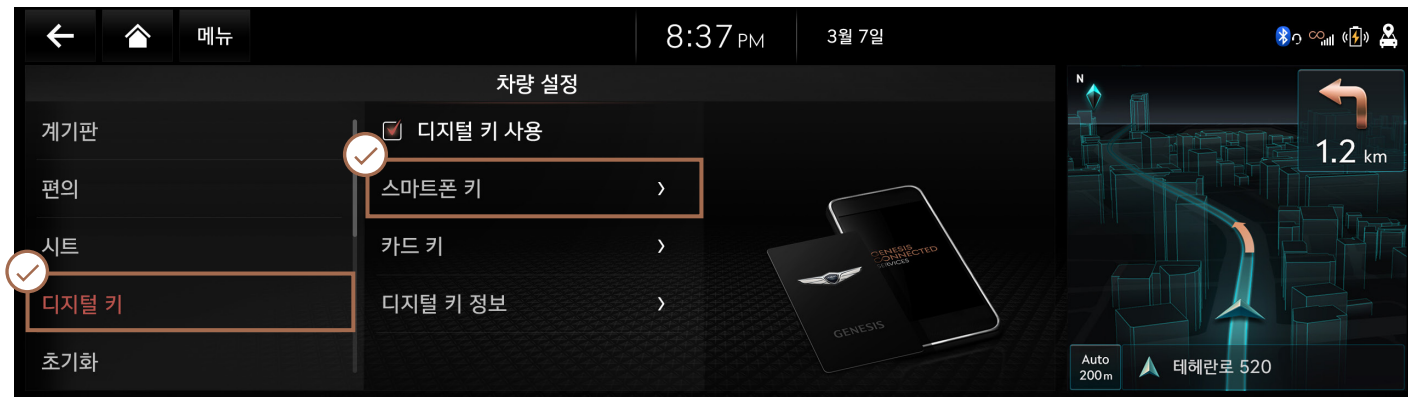 메뉴
8:37 PM
3월 7일
차량 설정
계기판
편의
시트
디지털 키
초기화
디지털 키 사용
스마트폰 키
카드 키
디지털 키 정보
GENESIS
CONNECTED
SERVICES
GENESIS
N
1.2 km
Auto
200m
테헤란로 520